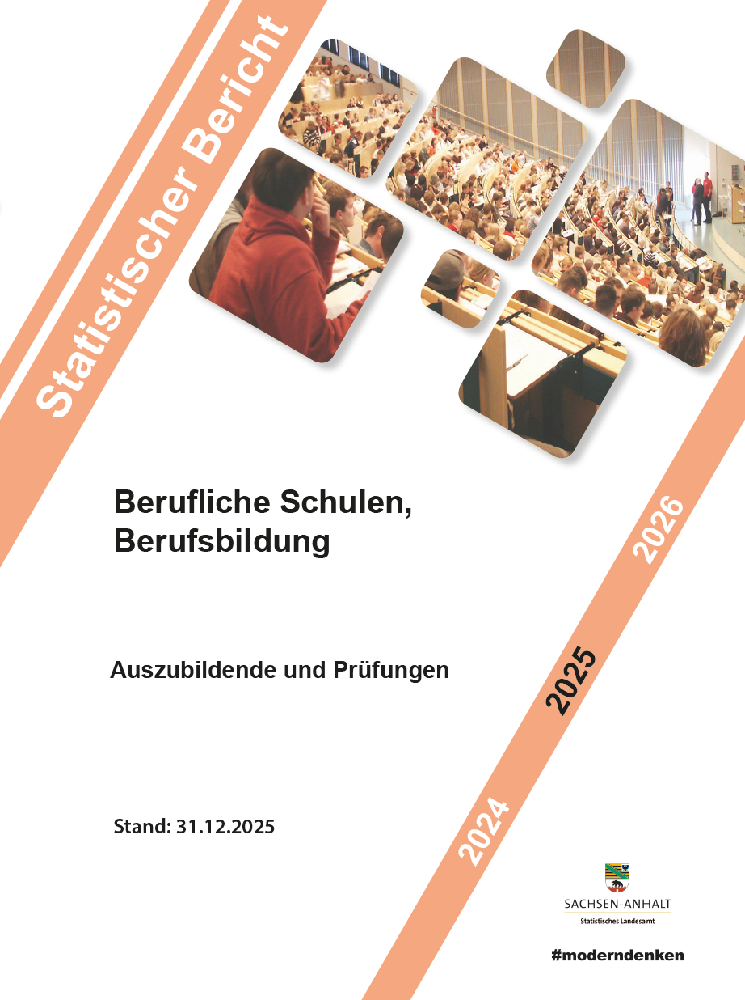 Statistischer Bericht
Berufliche Schulen,
Berufsbildung
Auszubildende und Prüfungen
Stand: 31.12.2025
2026
2025
2024
SACHSEN-ANHALT
Statistisches Landesamt
#moderndenken